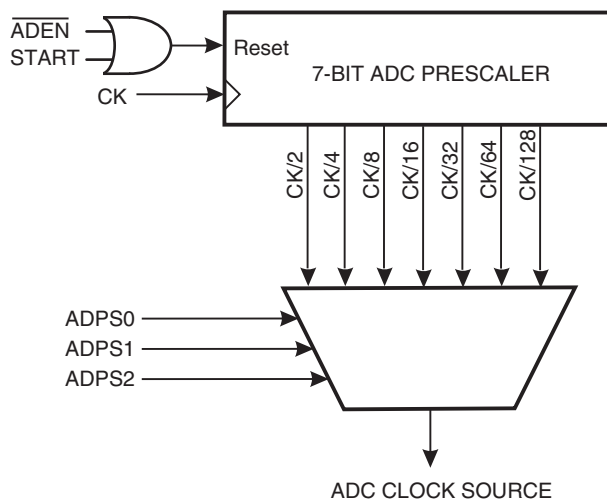 ADEN
START
Reset
7-BIT ADC PRESCALER
CK
CK/2
CK/4
CK/8
CK/16
CK/32
CK/64
CK/128
ADPS0
ADPS1
ADPS2
ADC CLOCK SOURCE